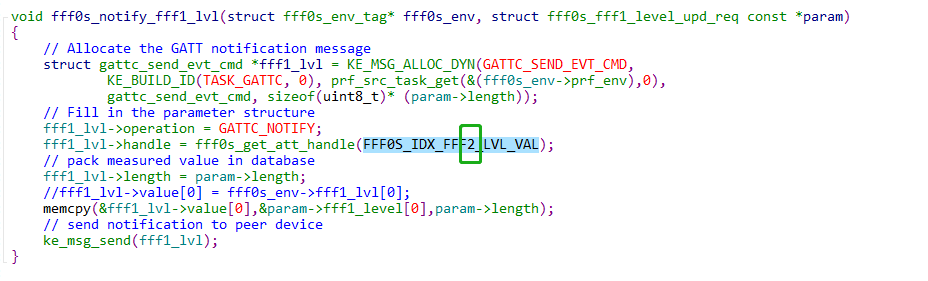 void fff0s_notify_fff1_lvl(struct fff0s_env_tag* fff0s_env, struct fff0s_fff1_level_upd_req const *param)
{
    // Allocate the GATT notification message
    struct gattc_send_evt_cmd *fff1_lvl = KE_MSG_ALLOC_DYN(GATTC_SEND_EVT_CMD,
            KE_BUILD_ID(TASK_GATTC, 0), prf_src_task_get(&(fff0s_env->prf_env),0),
            gattc_send_evt_cmd, sizeof(uint8_t)* (param->length));
    // Fill in the parameter structure
    fff1_lvl->operation = GATTC_NOTIFY;
    fff1_lvl->handle = fff0s_get_att_handle(FFF0S_IDX_FFF2_LVL_VAL);
    // pack measured value in database
    fff1_lvl->length = param->length;
    //fff1_lvl->value[0] = fff0s_env->fff1_lvl[0];
    memcpy(&fff1_lvl->value[0],&param->fff1_level[0],param->length);
    // send notification to peer device
    ke_msg_send(fff1_lvl);
}